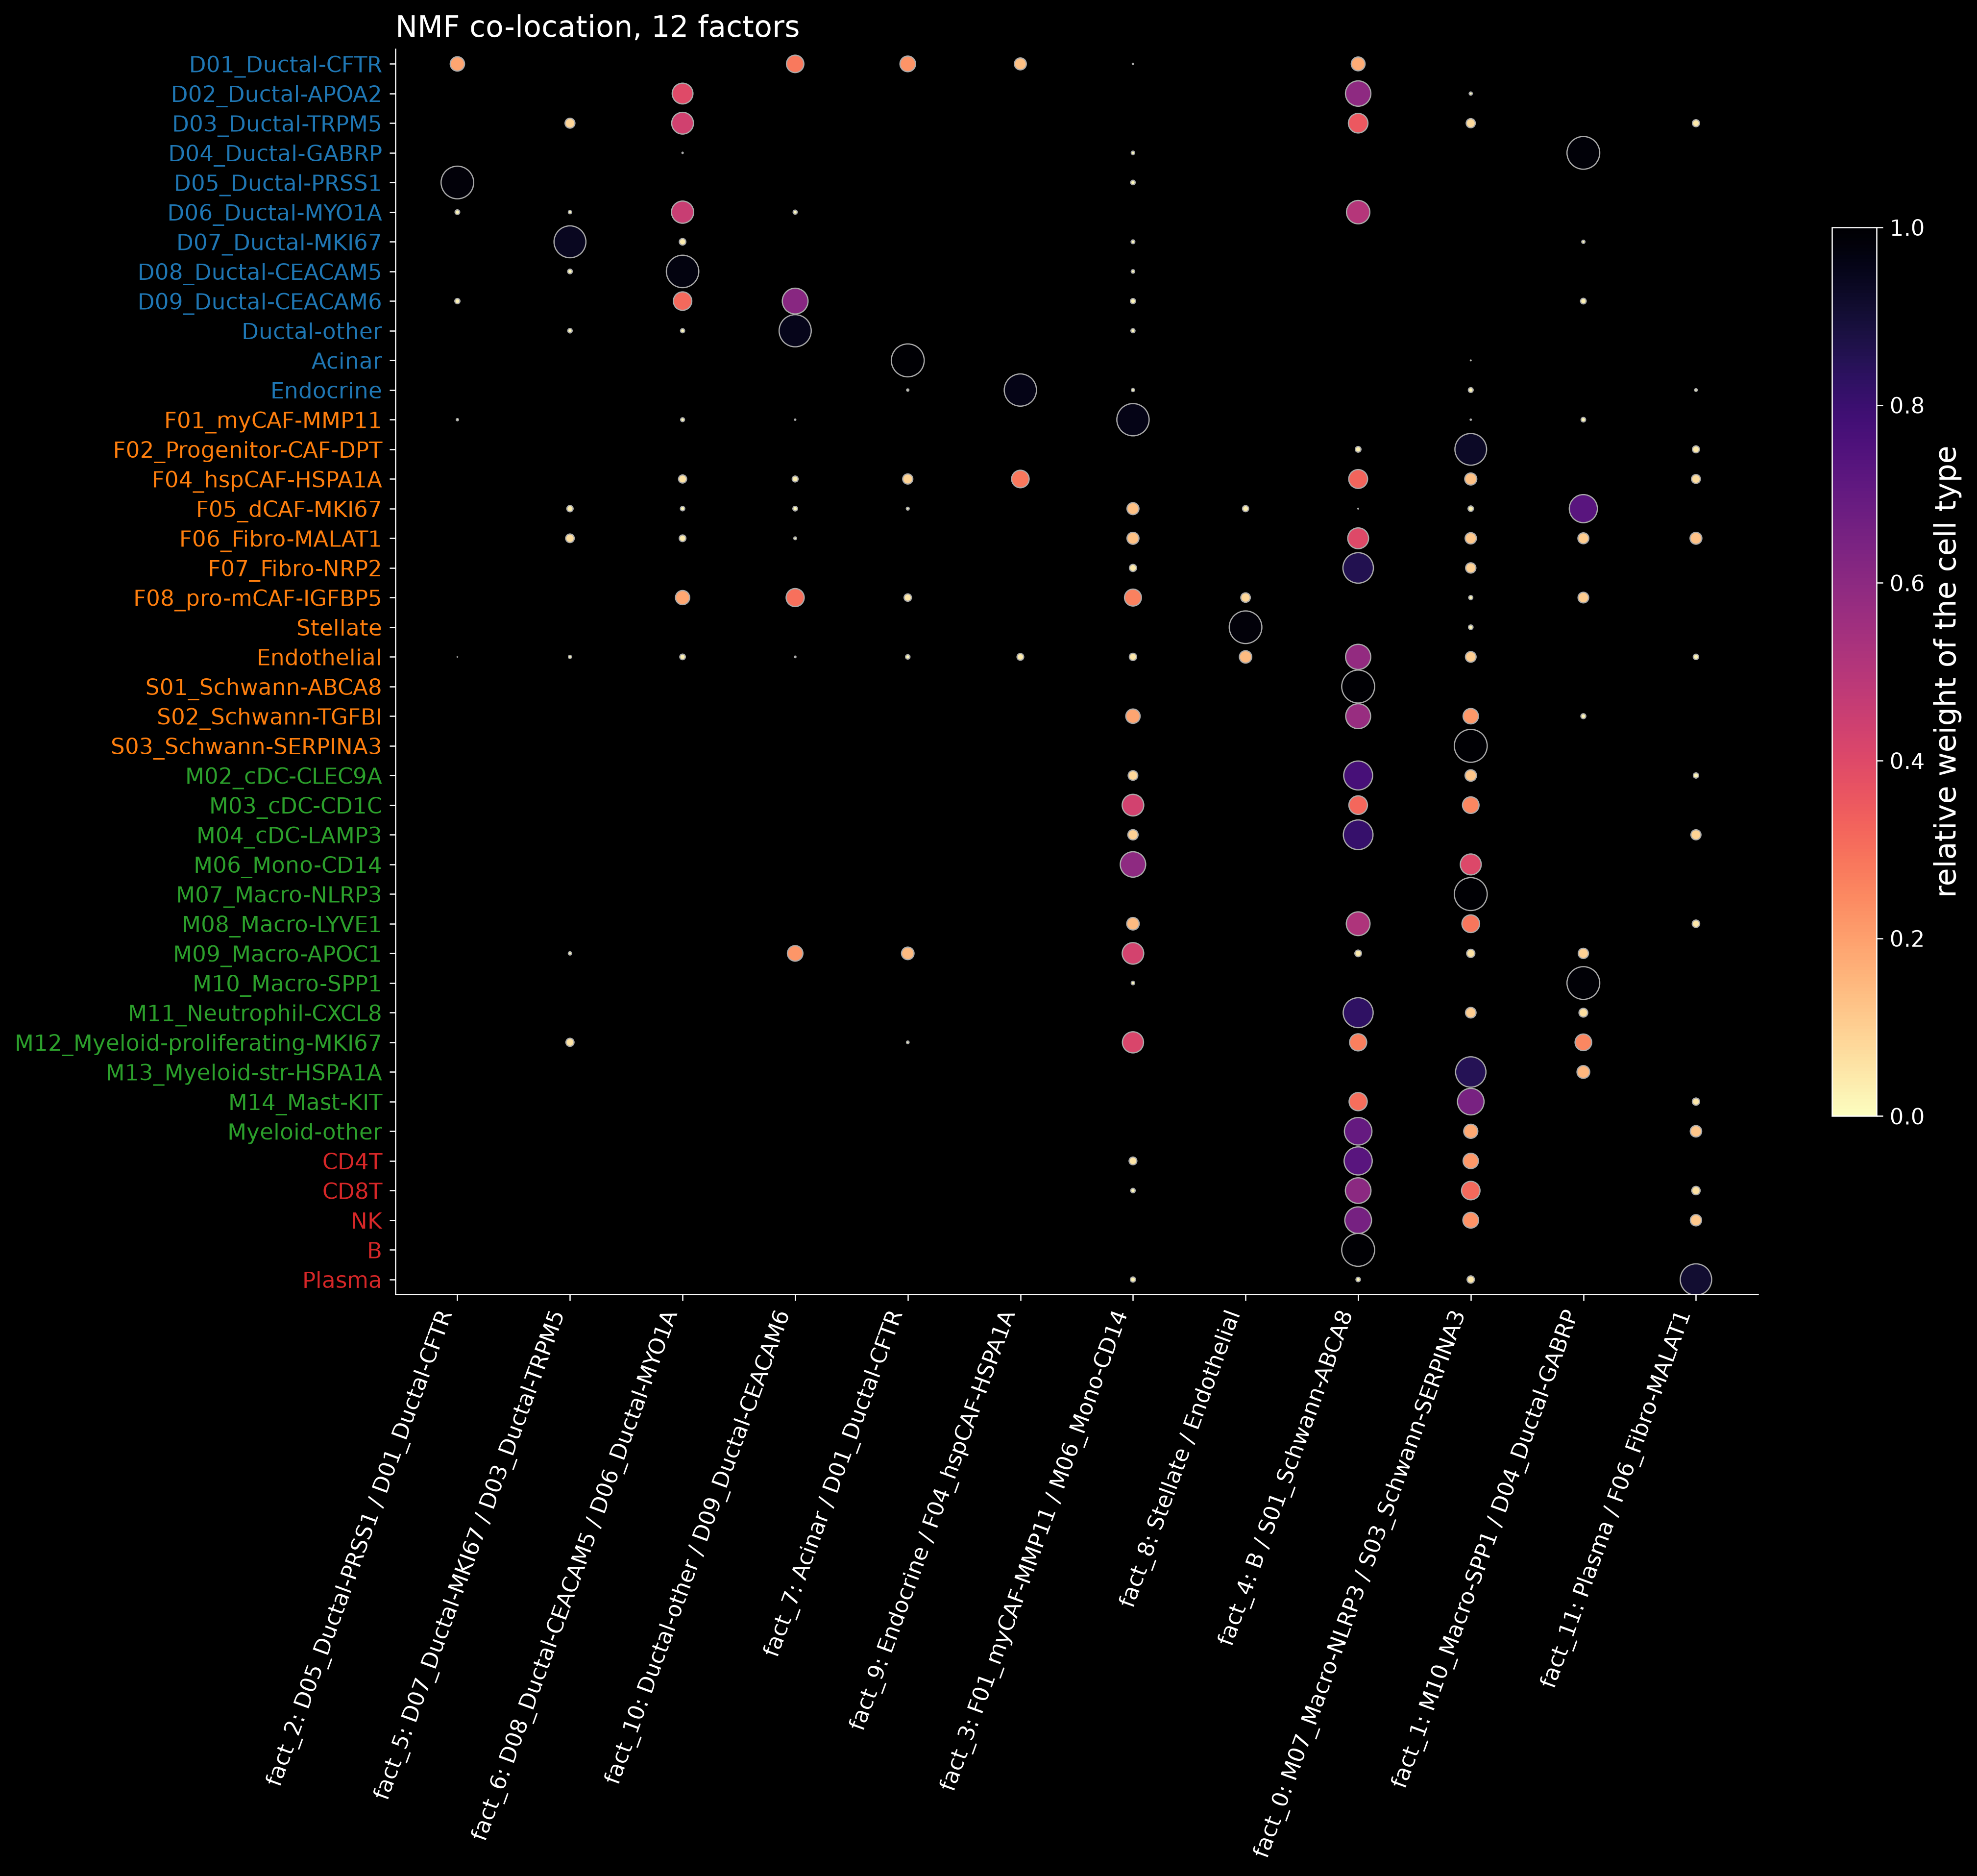 NMF co-location, 12 factors
D01_Ductal-CFTR
D02_Ductal-APOA2
D03_Ductal-TRPM5
D04_Ductal-GABRP
D05_Ductal-PRSS1
D06_Ductal-MYO1A
D07_Ductal-MKI67
D08_Ductal-CEACAM5
D09_Ductal-CEACAM6
Ductal-other
Acinar
Endocrine
F01_myCAF-MMP11
F02_Progenitor-CAF-DPT
F04_hspCAF-HSPA1A
F05_dCAF-MKI67
F06_Fibro-MALAT1
F07_Fibro-NRP2
F08_pro-mCAF-IGFBP5
Stellate
Endothelial
S01_Schwann-ABCA8
S02_Schwann-TGFBI
S03_Schwann-SERPINA3
M02_cDC-CLEC9A
M03_cDC-CD1C
M04_cDC-LAMP3
M06_Mono-CD14
M07_Macro-NLRP3
M08_Macro-LYVE1
M09_Macro-APOC1
M10_Macro-SPP1
M11_Neutrophil-CXCL8
M12_Myeloid-proliferating-MKI67
M13_Myeloid-str-HSPA1A
M14_Mast-KIT
Myeloid-other
CD4T
CD8T
NK
B
Plasma
fact_2: D05_Ductal-PRSS1 / D01_Ductal-CFTR
fact_5: D07_Ductal-MKI67 / D03_Ductal-TRPM5
fact_6: D08_Ductal-CEACAM5 / D06_Ductal-MYO1A
fact_10: Ductal-other / D09_Ductal-CEACAM6
fact_7: Acinar / D01_Ductal-CFTR
fact_9: Endocrine / F04_hspCAF-HSPA1A
fact_3: F01_myCAF-MMP11 / M06_Mono-CD14
fact_8: Stellate / Endothelial
fact_4: B / S01_Schwann-ABCA8
fact_0: M07_Macro-NLRP3 / S03_Schwann-SERPINA3
fact_1: M10_Macro-SPP1 / D04_Ductal-GABRP
fact_11: Plasma / F06_Fibro-MALAT1
1.0
0.8
0.6
0.4
0.2
0.0
relative weight of the cell type